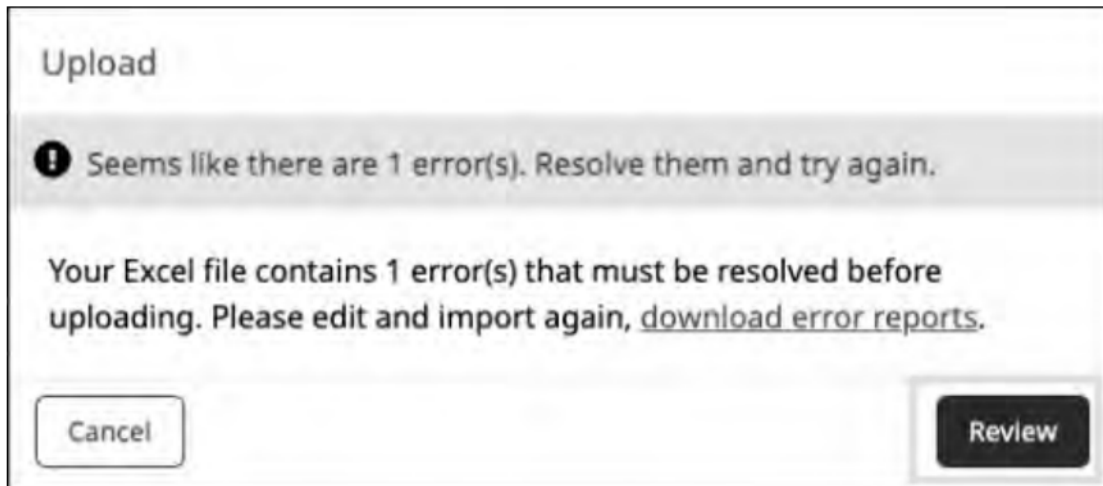 Upload
Seems like there are 1 error(s). Resolve them and try again.
Your Excel file contains 1 error(s) that must be resolved before
uploading. Please edit and import again, download error reports.
Cancel
Review